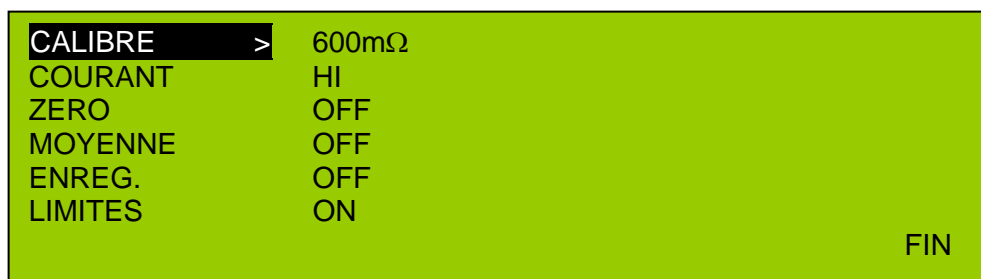 CALIBRE > 600mΩ
COURANT HI
ZERO OFF
MOYENNE OFF
ENREG. OFF
LIMITES ON
FIN